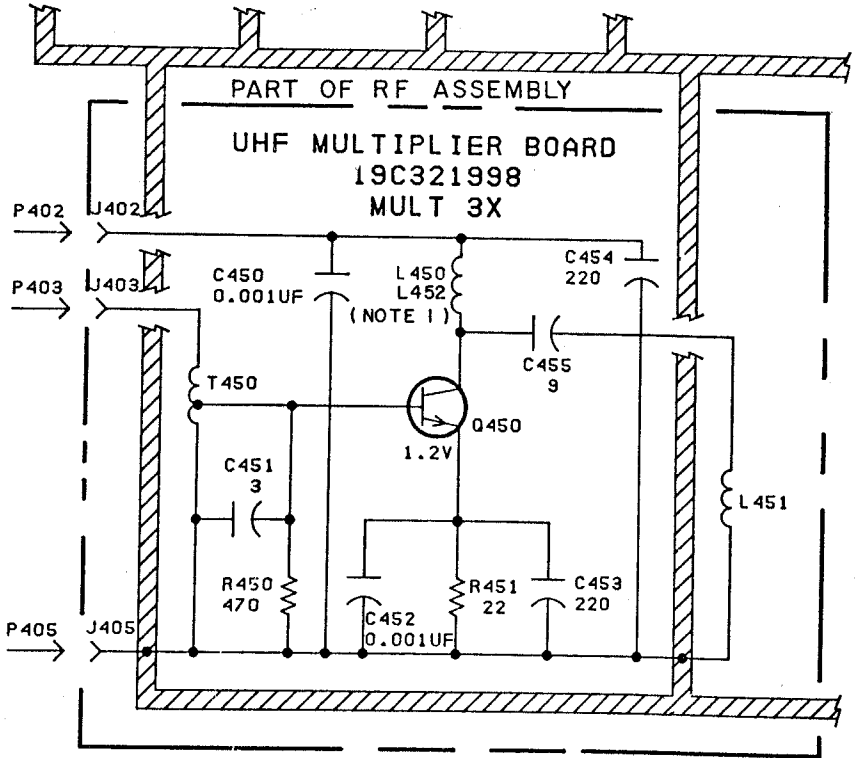 PART OF RF ASSEMBLY
UHF MULTIPLIER BOARD
19C321998
MULT 3X
P402
J402
P403
J403
C450
0.001UF
L450
L452
(NOTE 1)
C454
220
C455
9
T450
Q450
1.2V
C451
3
L451
R450
470
C452
0.001UF
R451
22
C453
220
P405
J405